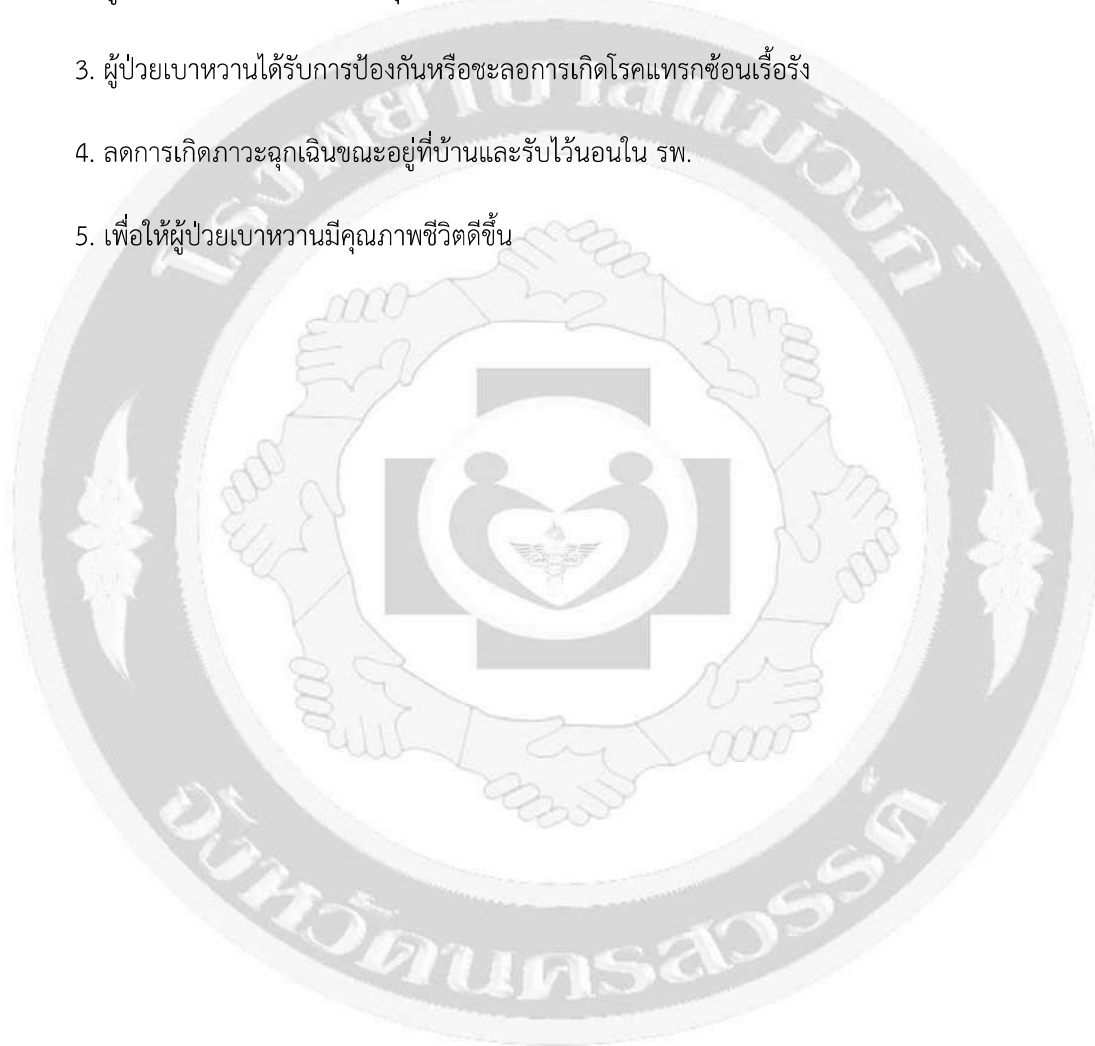 3. ผู้ป่วยเบาหวานได้รับการป้องกันหรือชะลอการเกิดโรคแทรกซ้อนเรื้อรัง
4. ลดการเกิดภาวะฉุกเฉินขณะอยู่ที่บ้านและรับไว้นอนใน รพ.
5. เพื่อให้ผู้ป่วยเบาหวานมีคุณภาพชีวิตดีขึ้น
โรงพยาบาลแม่วงก์
จังหวัดนครสวรรค์